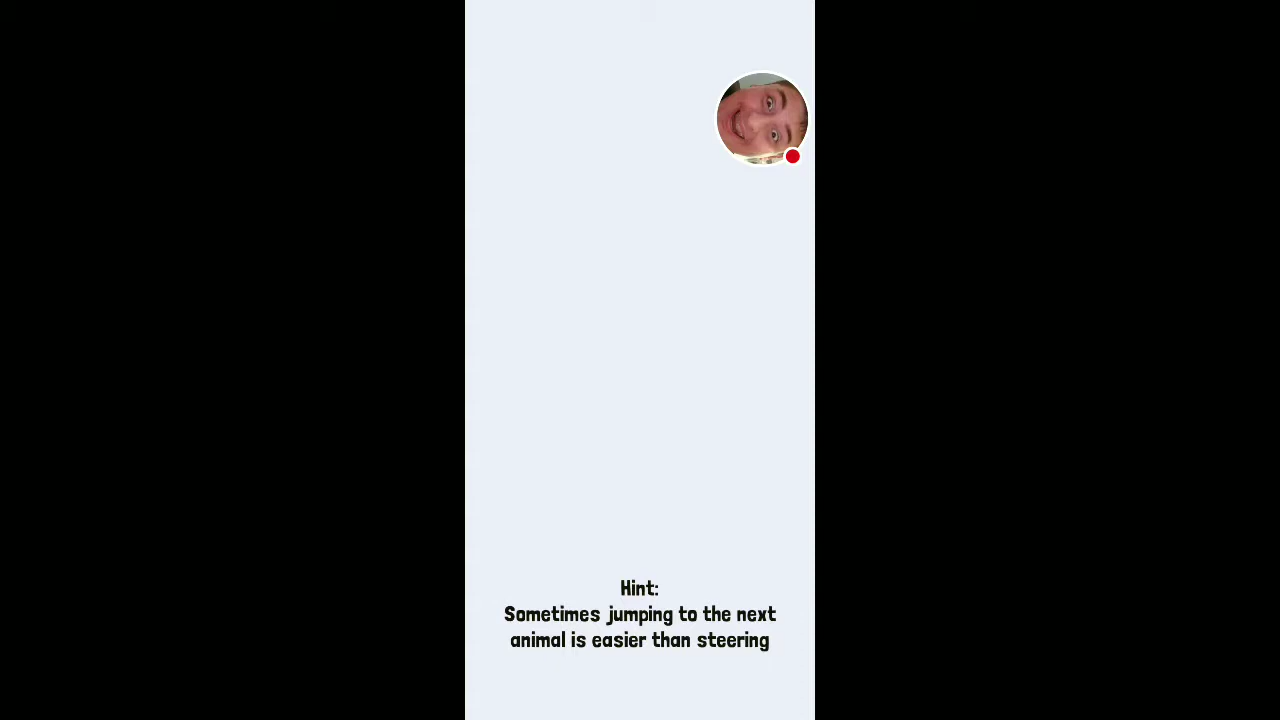 Hint:
Sometimes jumping to the next
animal is easier than steering